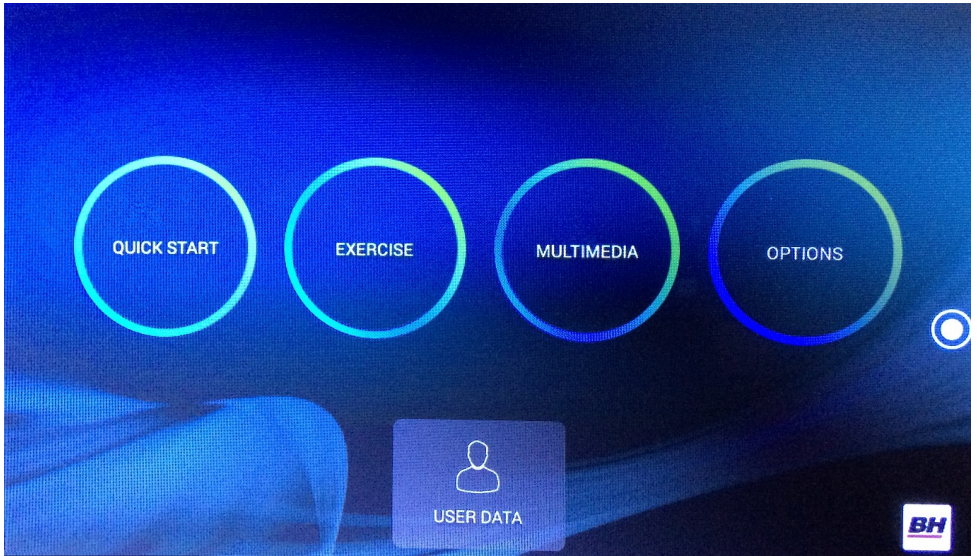 QUICK START
EXERCISE
MULTIMEDIA
OPTIONS
USER DATA
BH